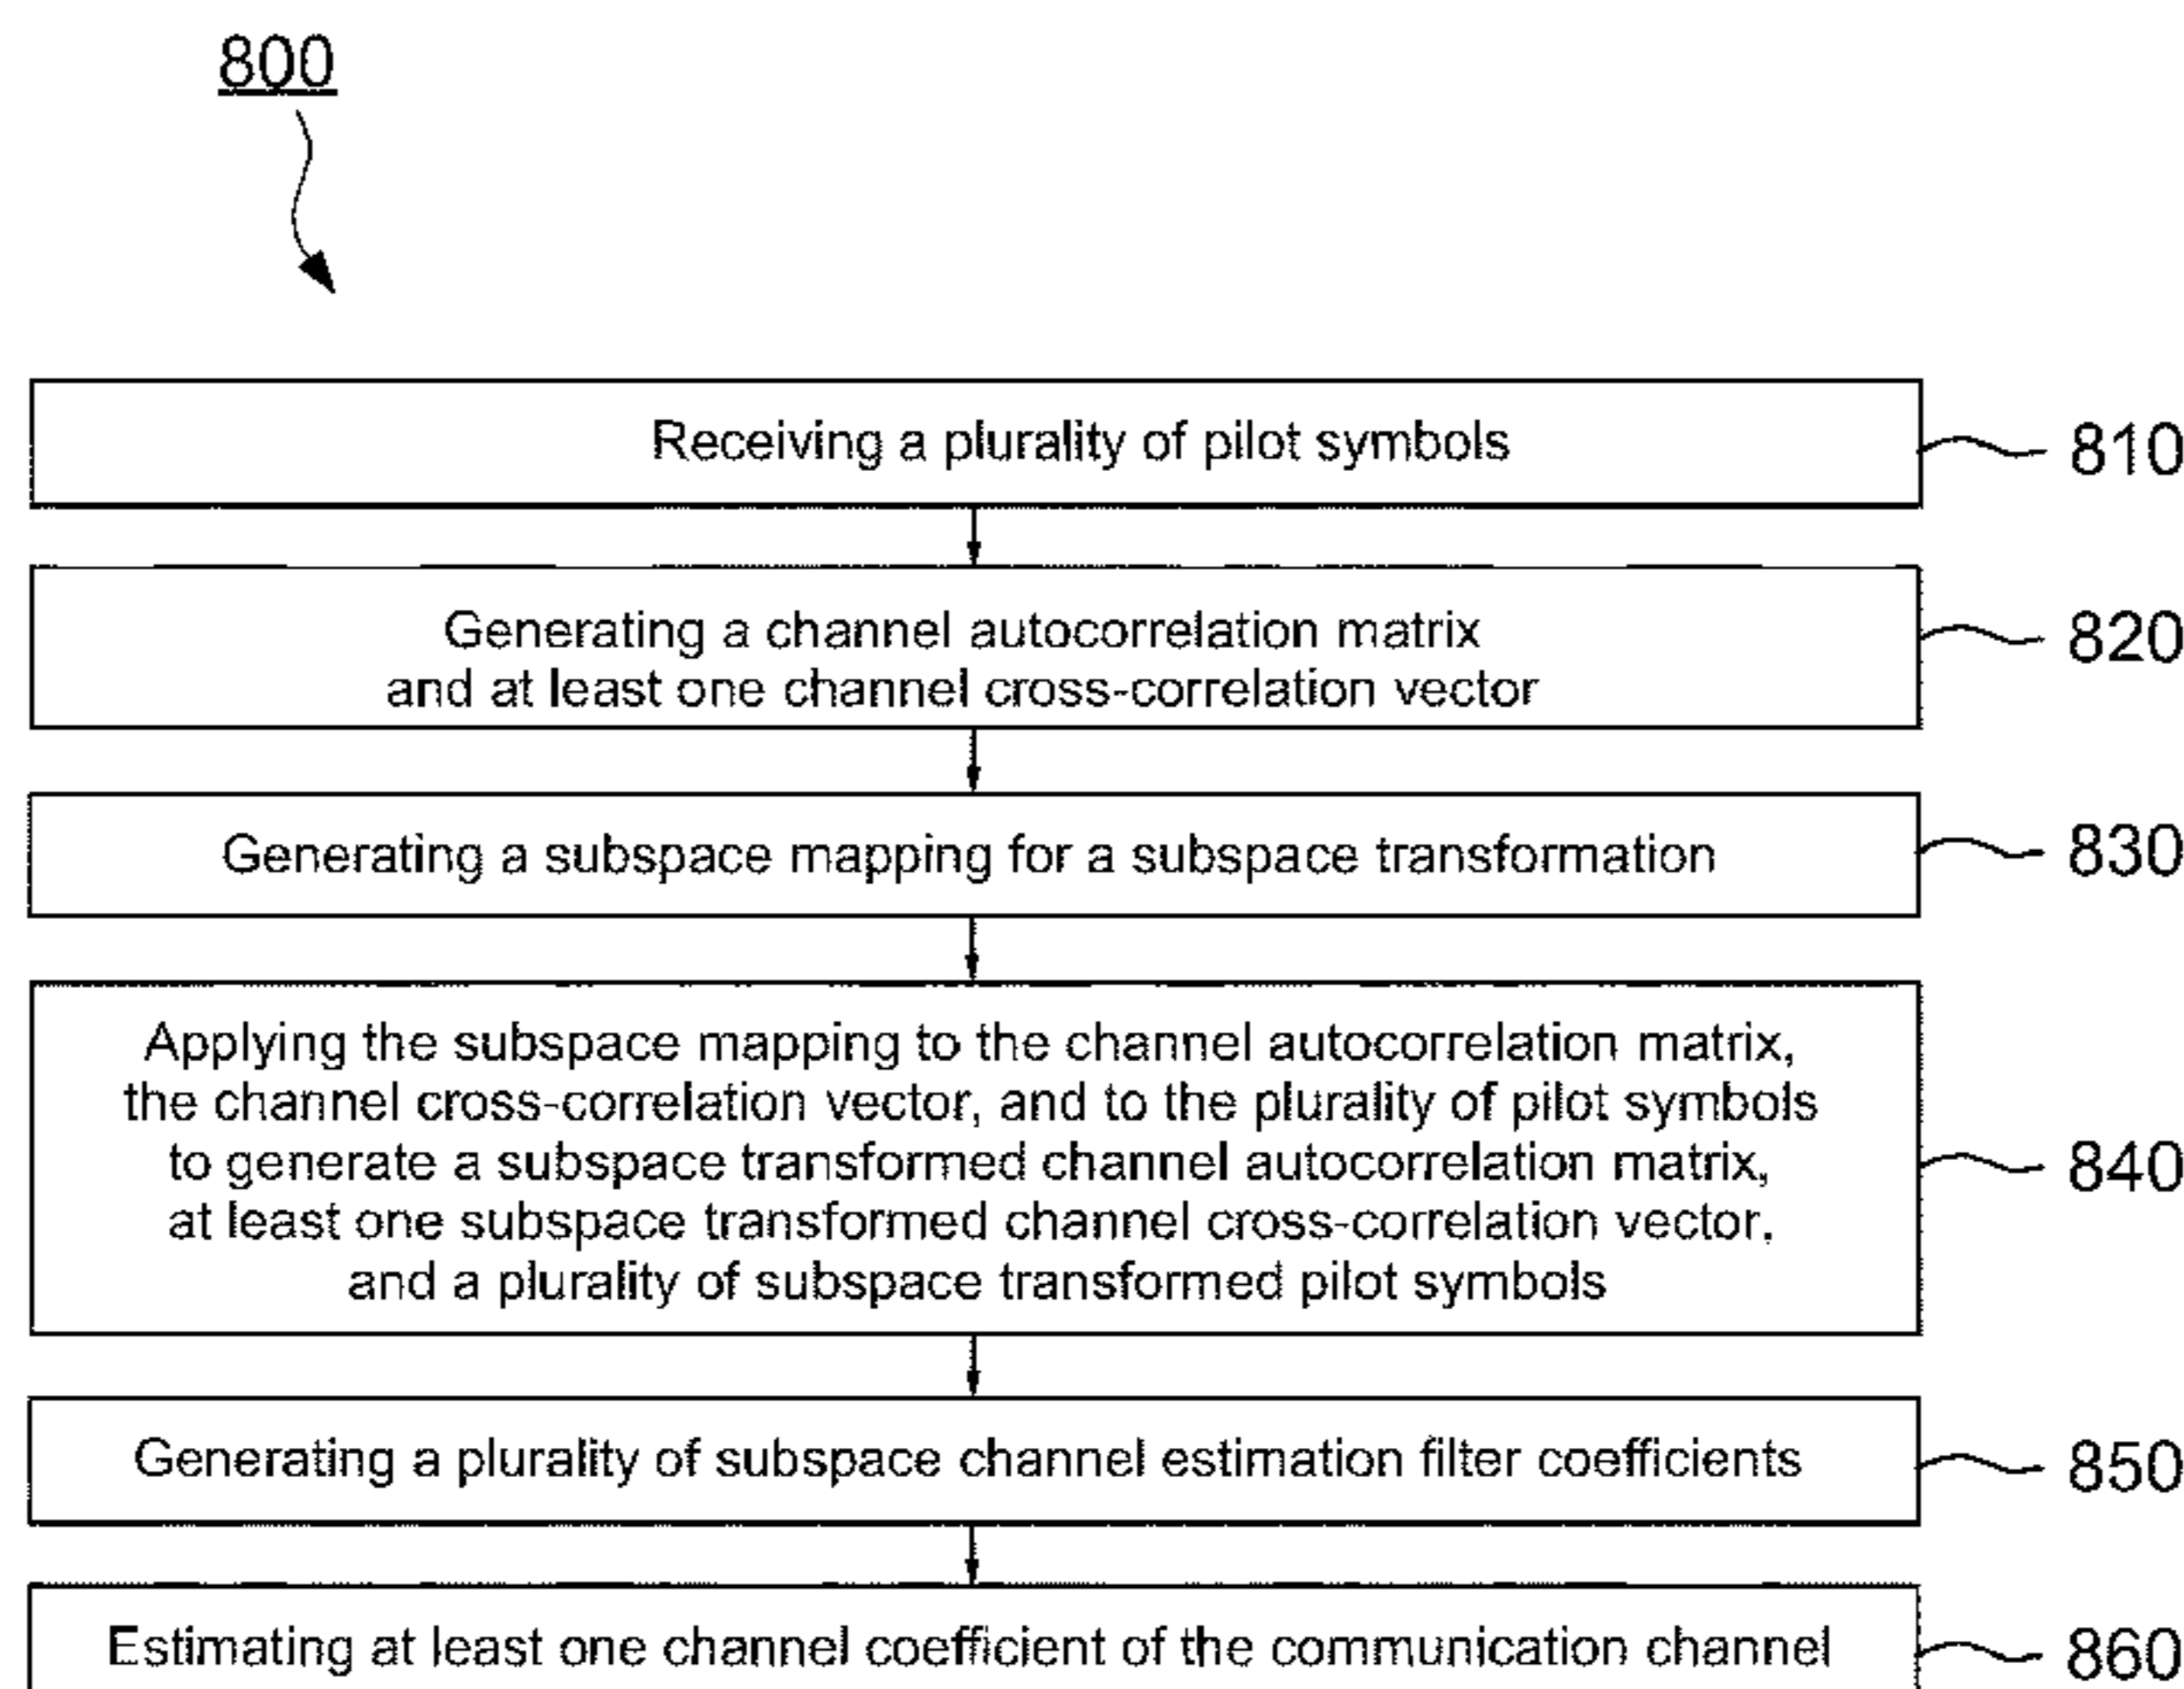 800
Receiving a plurality of pilot symbols
810
Generating a channel autocorrelation matrix
and at least one channel cross-correlation vector
820
Generating a subspace mapping for a subspace transformation
830
Applying the subspace mapping to the channel autocorrelation matrix,
the channel cross-correlation vector, and to the plurality of pilot symbols
to generate a subspace transformed channel autocorrelation matrix,
at least one subspace transformed channel cross-correlation vector,
and a plurality of subspace transformed pilot symbols
840
Generating a plurality of subspace channel estimation filter coefficients
850
Estimating at least one channel coefficient of the communication channel
860